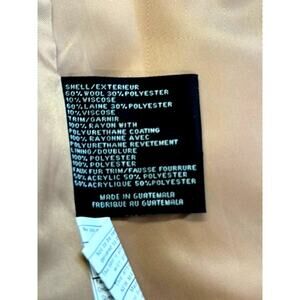 SHELL/EXTERIEUR
60% WOOL 30% POLYESTER
10% VISCOSE
60% LAINE 30% POLYESTER
10% VISCOSE
TRIM/GARNIR
100% RAYON WITH
POLYURETHANE COATING
100% RAYONNE AVEC
POLYURETHANE REVETEMENT
LINING/DOUBLURE
100% POLYESTER
100% POLYESTER
FAUX FUR TRIM/FAUSSE FOURRURE
50% ACRYLIC 50% POLYESTER
50% ACRYLIQUE 50% POLYESTER
MADE IN GUATEMALA
FABRIQUE AU GUATEMALA